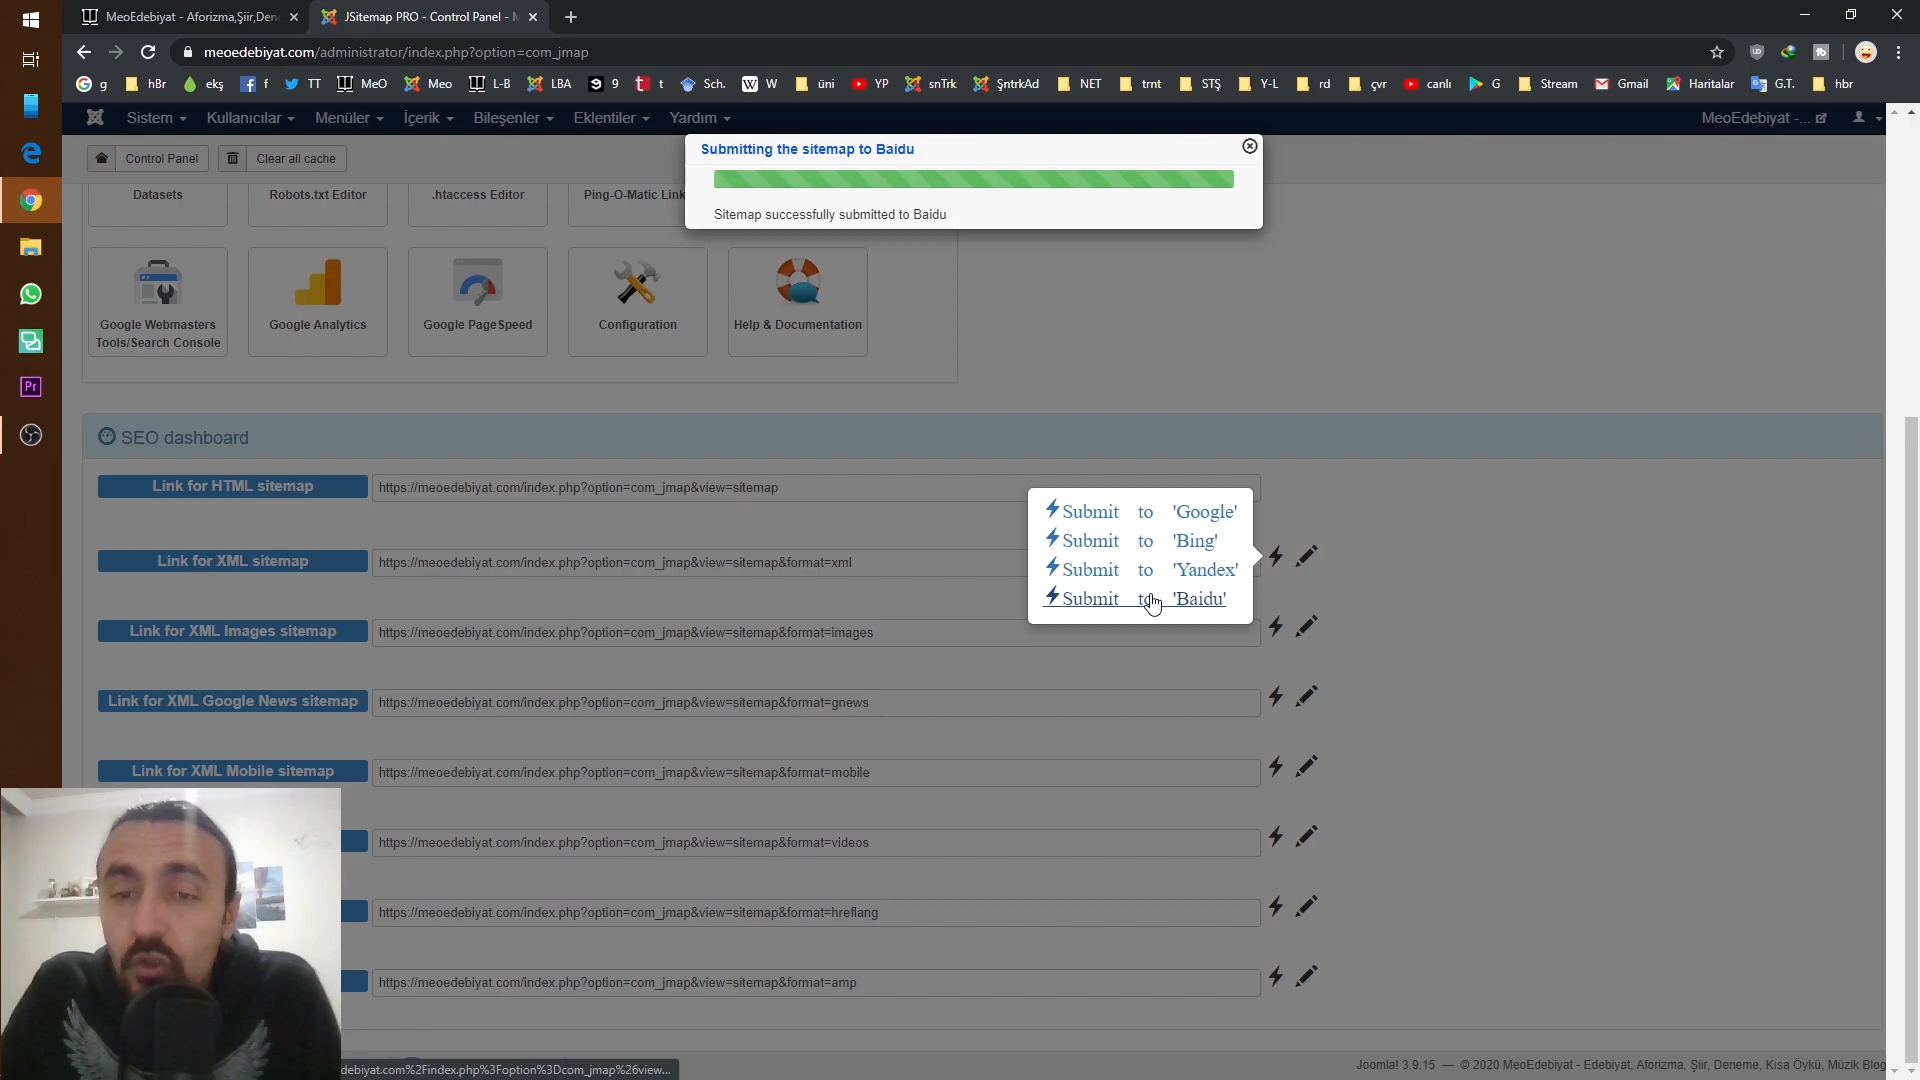 MeoEdebiyat - Aforizma,Şiir,Den
JSitemap PRO - Control Panel - M
meoedebiyat.com/administrator/index.php?option=com_jmap
g
hBr
ekş
f
TT
MeO
Meo
L-B
LBA
9
t
Sch.
W
üni
YP
snTrk
ŞntrkAd
NET
trnt
STŞ
Y-L
rd
çvr
canlı
G
Stream
Gmail
Haritalar
G.T.
hbr
Sistem
Kullanıcılar
Menüler
İçerik
Bileşenler
Eklentiler
Yardım
MeoEdebiyat -...
Control Panel
Clear all cache
Submitting the sitemap to Baidu
Sitemap successfully submitted to Baidu
Datasets
Robots.txt Editor
.htaccess Editor
Ping-O-Matic Link
Google Webmasters
Tools/Search Console
Google Analytics
Google PageSpeed
Configuration
Help & Documentation
SEO dashboard
Link for HTML sitemap
https://meoedebiyat.com/index.php?option=com_jmap&view=sitemap
Submit to 'Google'
Submit to 'Bing'
Submit to 'Yandex'
Submit to 'Baidu'
Link for XML sitemap
https://meoedebiyat.com/index.php?option=com_jmap&view=sitemap&format=xml
Link for XML Images sitemap
https://meoedebiyat.com/index.php?option=com_jmap&view=sitemap&format=images
Link for XML Google News sitemap
https://meoedebiyat.com/index.php?option=com_jmap&view=sitemap&format=gnews
Link for XML Mobile sitemap
https://meoedebiyat.com/index.php?option=com_jmap&view=sitemap&format=mobile
https://meoedebiyat.com/index.php?option=com_jmap&view=sitemap&format=videos
https://meoedebiyat.com/index.php?option=com_jmap&view=sitemap&format=hreflang
https://meoedebiyat.com/index.php?option=com_jmap&view=sitemap&format=amp
debiyat.com%2Findex.php%3Foption%3Dcom_jmap%26view...
Joomla! 3.9.15 — © 2020 MeoEdebiyat - Edebiyat, Aforizma, Şiir, Deneme, Kısa Öykü, Müzik Blog
Pr